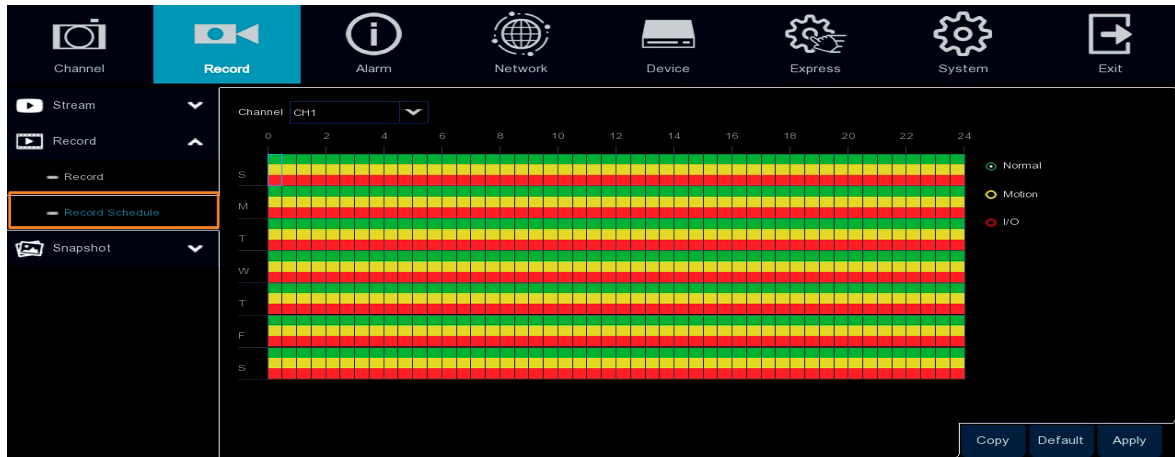 Channel Record Alarm Network Device Express System Exit
Stream
Record
Record
Record Schedule
Snapshot
Channel CH1
0 2 4 6 8 10 12 14 16 18 20 22 24
S
M
T
W
T
F
S
Normal
Motion
I/O
Copy Default Apply